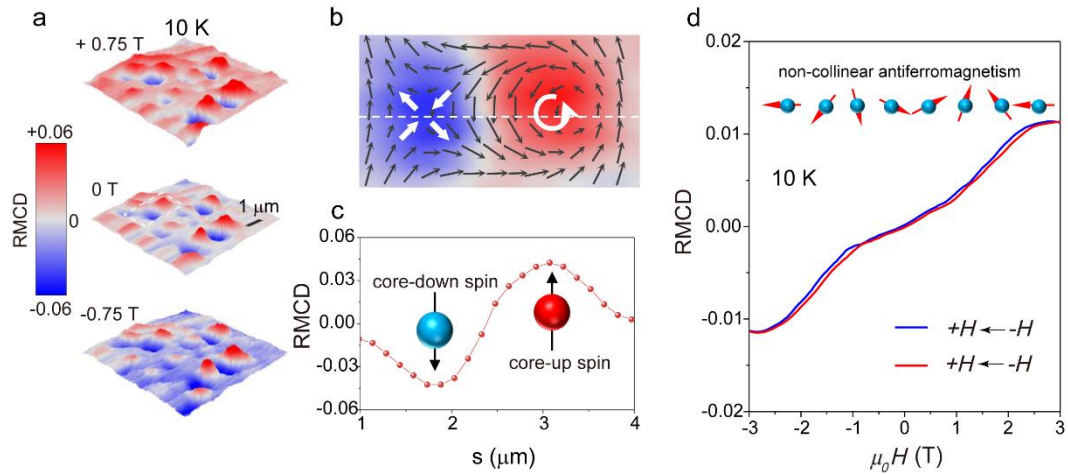 a
10 K
+ 0.75 T
+0.06
0
-0.06
RMCD
0 T
1 μm
-0.75 T
b
c
0.06
0.03
0.00
-0.03
-0.06
RMCD
core-down spin
core-up spin
1 2 3 4
s (μm)
d
0.02
0.01
0.00
-0.01
-0.02
RMCD
non-collinear antiferromagnetism
10 K
+H ← -H
+H ← -H
-3 -2 -1 0 1 2 3
μ₀H (T)